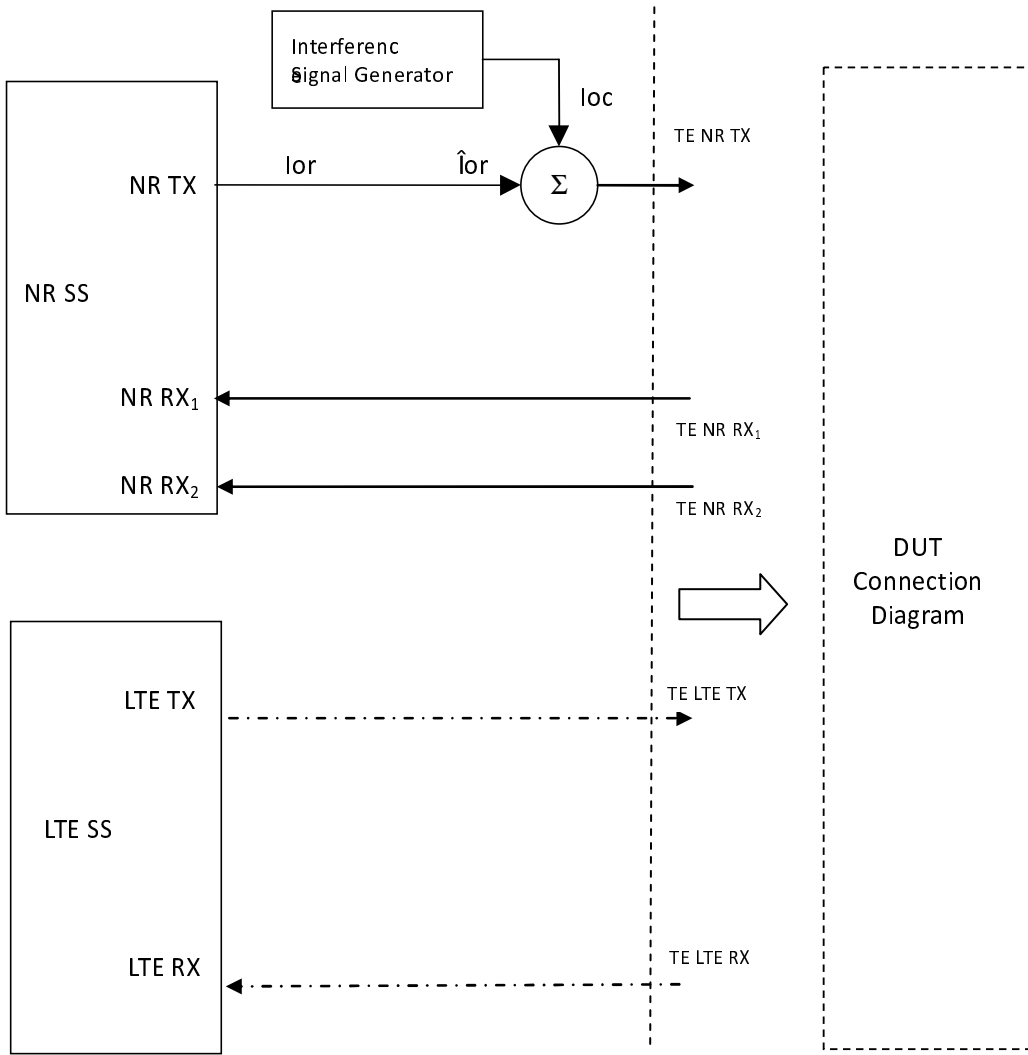 Interferenc
e
Signal Generator
Ioc
TE NR TX
NR TX
Ior
Îor
Σ
NR SS
NR RX₁
TE NR RX₁
NR RX₂
TE NR RX₂
DUT
Connection
Diagram
LTE TX
TE LTE TX
LTE SS
LTE RX
TE LTE RX